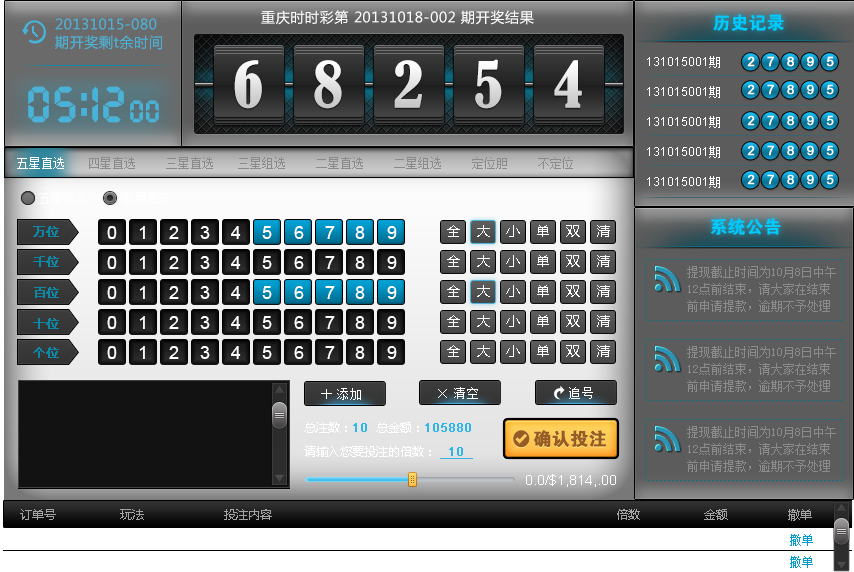 20131015-080
期开奖剩t余时间
05:12 00
重庆时时彩第 20131018-002 期开奖结果
6 8 2 5 4
历史记录
131015001期 2 7 8 9 5
131015001期 2 7 8 9 5
131015001期 2 7 8 9 5
131015001期 2 7 8 9 5
131015001期 2 7 8 9 5
五星直选 四星直选 三星直选 三星组选 二星直选 二星组选 定位胆 不定位
万位 0 1 2 3 4 5 6 7 8 9 全 大 小 单 双 清
千位 0 1 2 3 4 5 6 7 8 9 全 大 小 单 双 清
百位 0 1 2 3 4 5 6 7 8 9 全 大 小 单 双 清
十位 0 1 2 3 4 5 6 7 8 9 全 大 小 单 双 清
个位 0 1 2 3 4 5 6 7 8 9 全 大 小 单 双 清
添加 清空 追号
总注数：10 总金额：105880
请输入您要投注的倍数： 10
确认投注
0.0/$1,814,.00
系统公告
提现截止时间为10月8日中午
12点前结束，请大家在结束
前申请提款，逾期不予处理
提现截止时间为10月8日中午
12点前结束，请大家在结束
前申请提款，逾期不予处理
提现截止时间为10月8日中午
12点前结束，请大家在结束
前申请提款，逾期不予处理
订单号 玩法 投注内容 倍数 金额 撤单
撤单
撤单